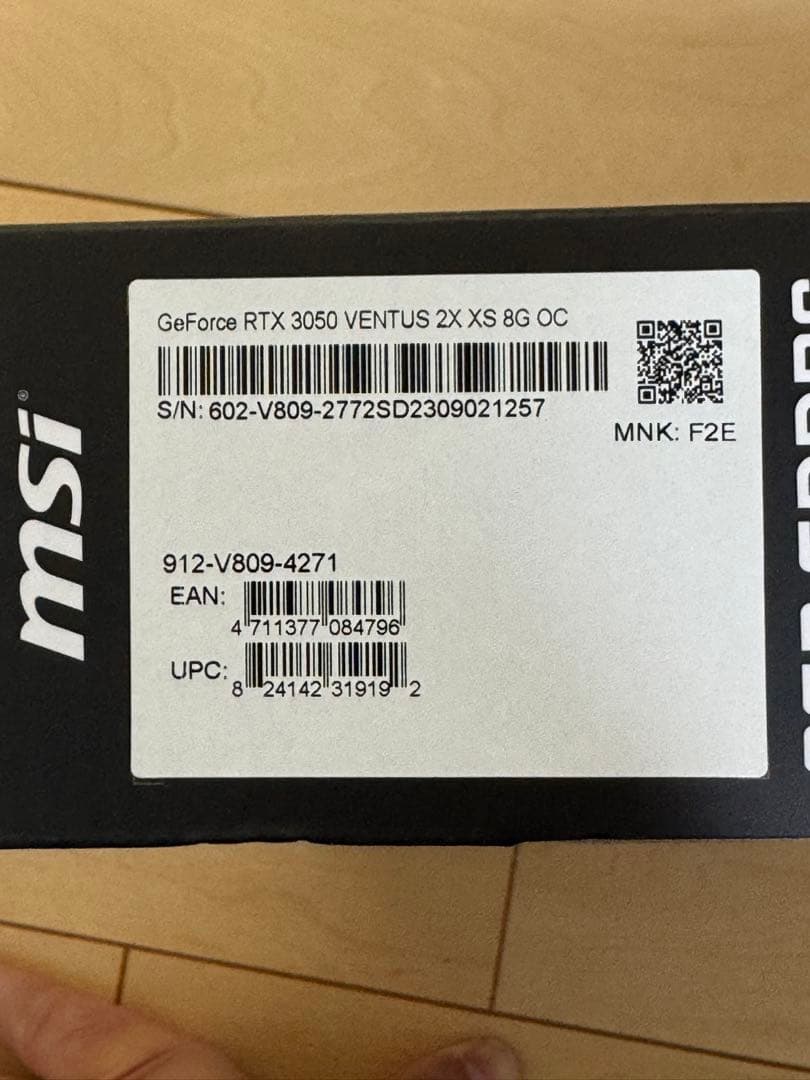 msi
GeForce RTX 3050 VENTUS 2X XS 8G OC
S/N: 602-V809-2772SD2309021257
MNK: F2E
912-V809-4271
EAN:
4 711377 084796
UPC:
8 24142 31919 2